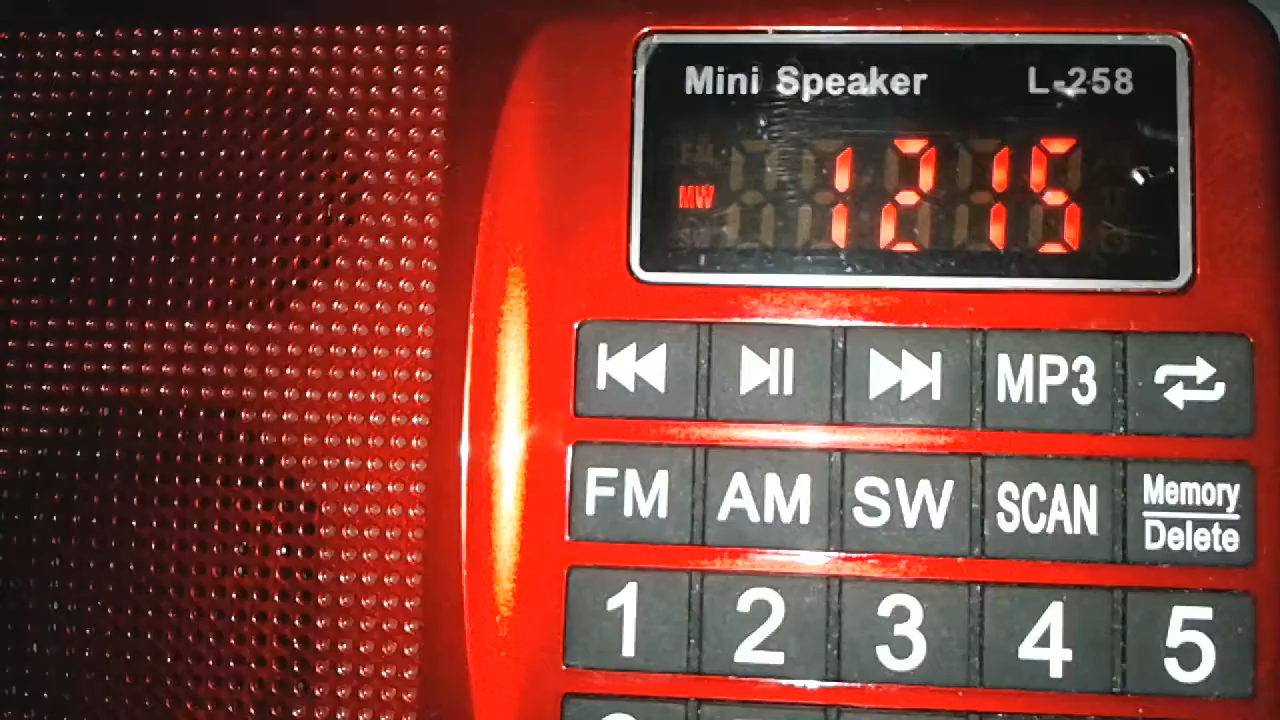 Mini Speaker L-258
MW 1215
MP3
FM AM SW SCAN Memory
Delete
1 2 3 4 5